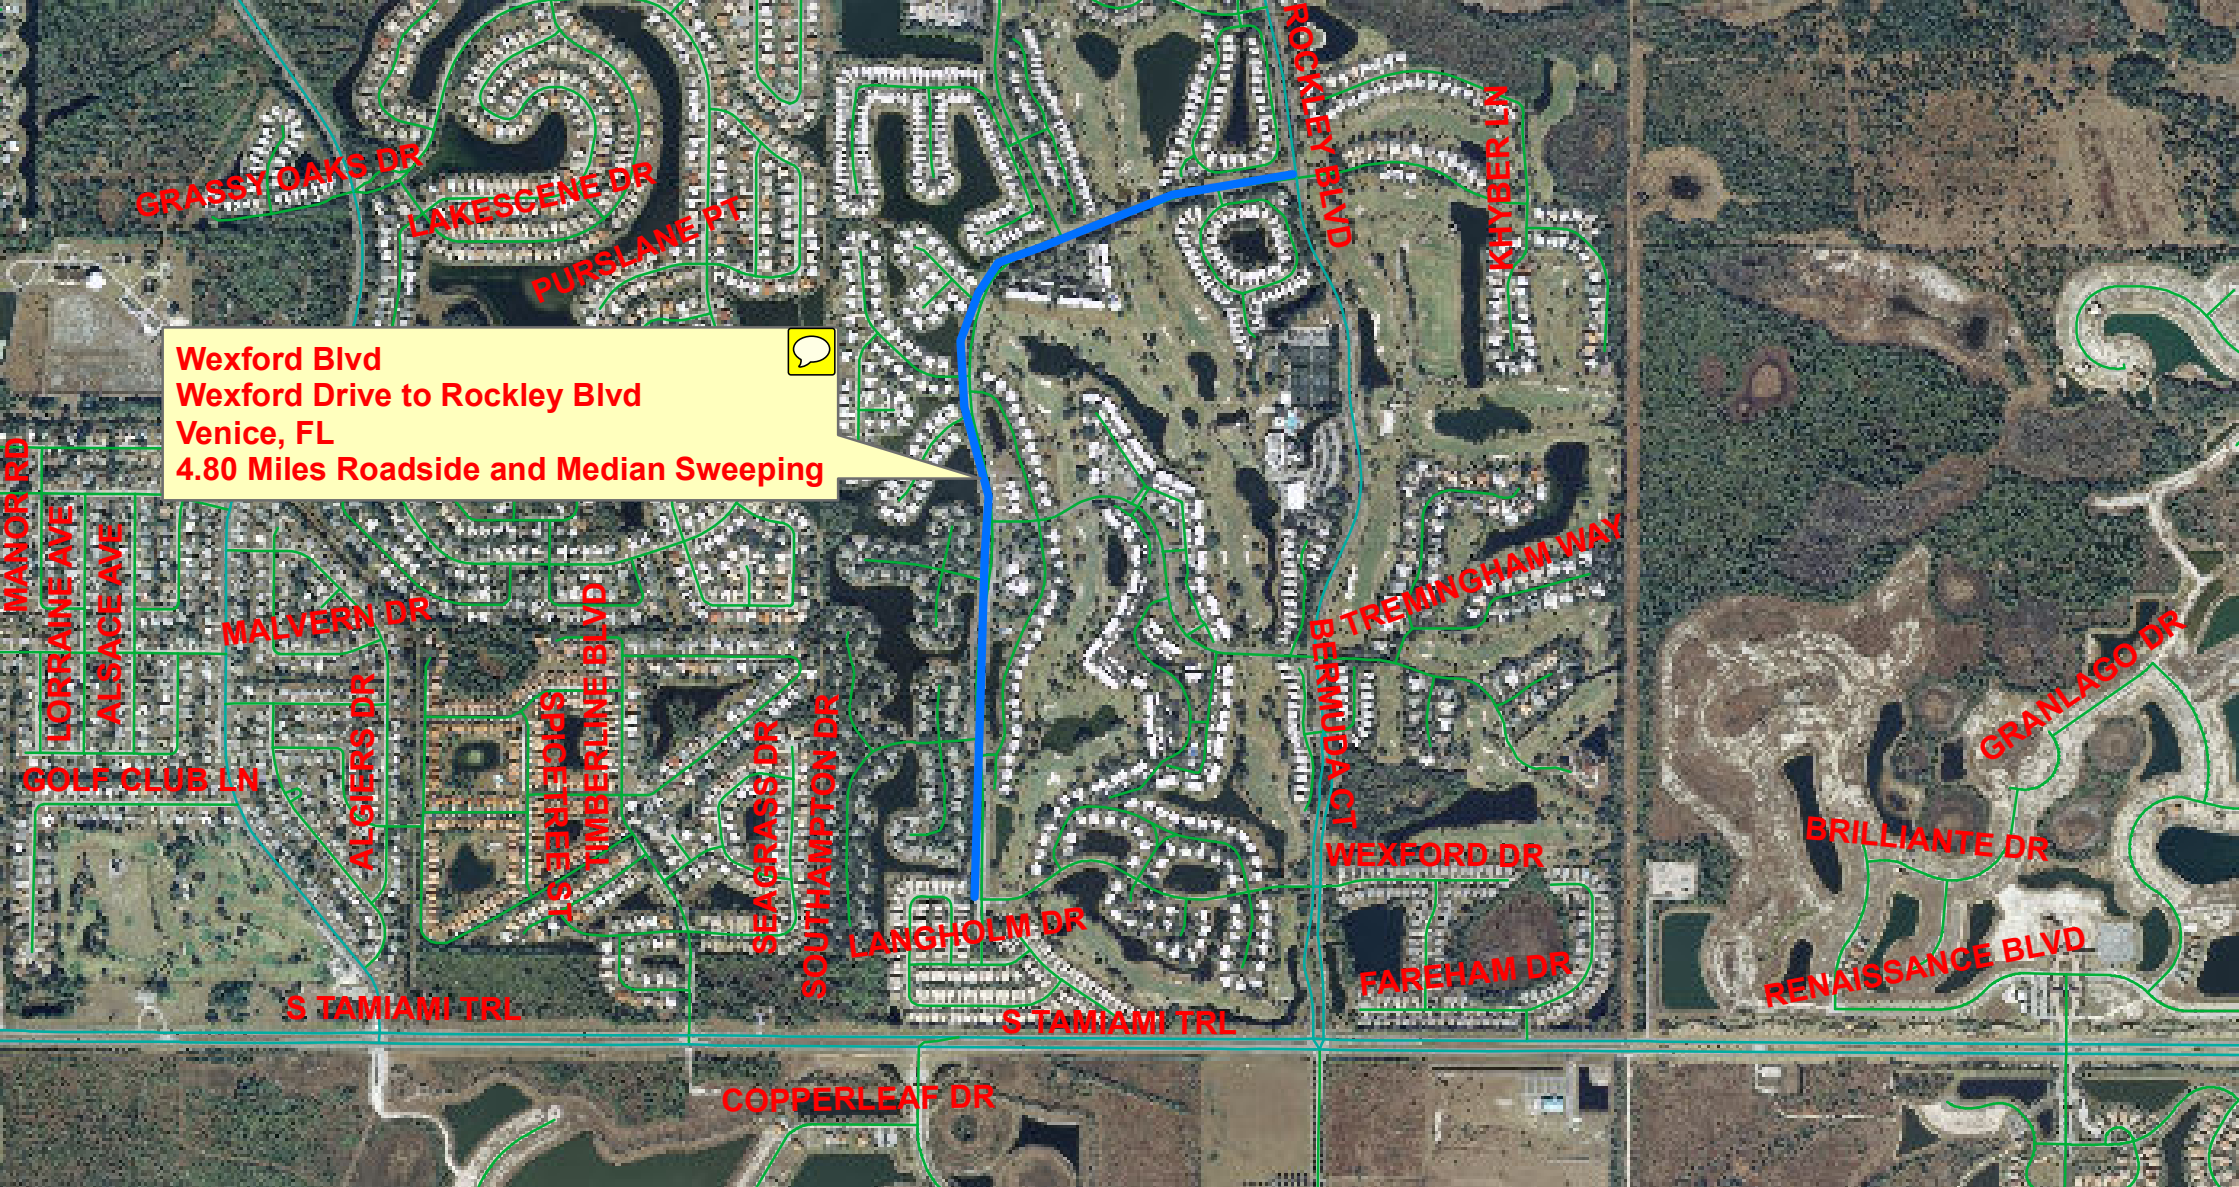 ROCKLEY BLVD
KHYBER LN
GRASSY OAKS DR
LAKESCENE DR
PURSLANE PT
Wexford Blvd
Wexford Drive to Rockley Blvd
Venice, FL
4.80 Miles Roadside and Median Sweeping
MANOR RD
LORRAINE AVE
ALSACE AVE
MALVERN DR
TREMINGHAM WAY
ALGIERS DR
SPICETREE ST
TIMBERLINE BLVD
SEAGRASS DR
SOUTHAMPTON DR
BERMUDA CT
GRANLAGO DR
GOLF CLUB LN
BRILLIANTE DR
WEXFORD DR
LANGHOLM DR
FAREHAM DR
RENAISSANCE BLVD
S TAMIAMI TRL
S TAMIAMI TRL
COPPERLEAF DR